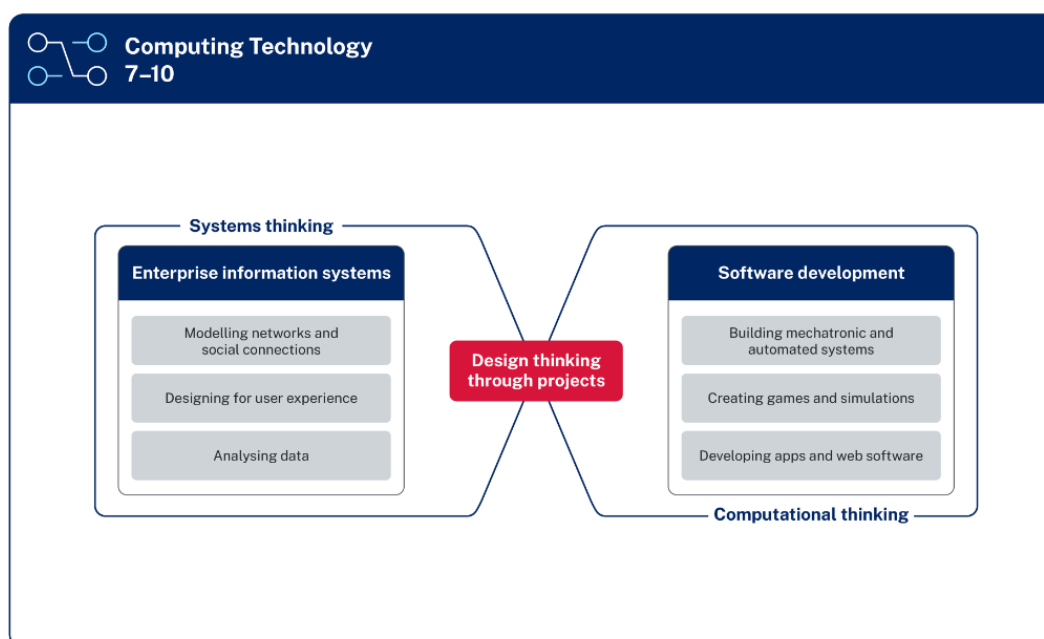 Computing Technology
7–10
Systems thinking
Enterprise information systems
Modelling networks and
social connections
Designing for user experience
Analysing data
Design thinking
through projects
Software development
Building mechatronic and
automated systems
Creating games and simulations
Developing apps and web software
Computational thinking